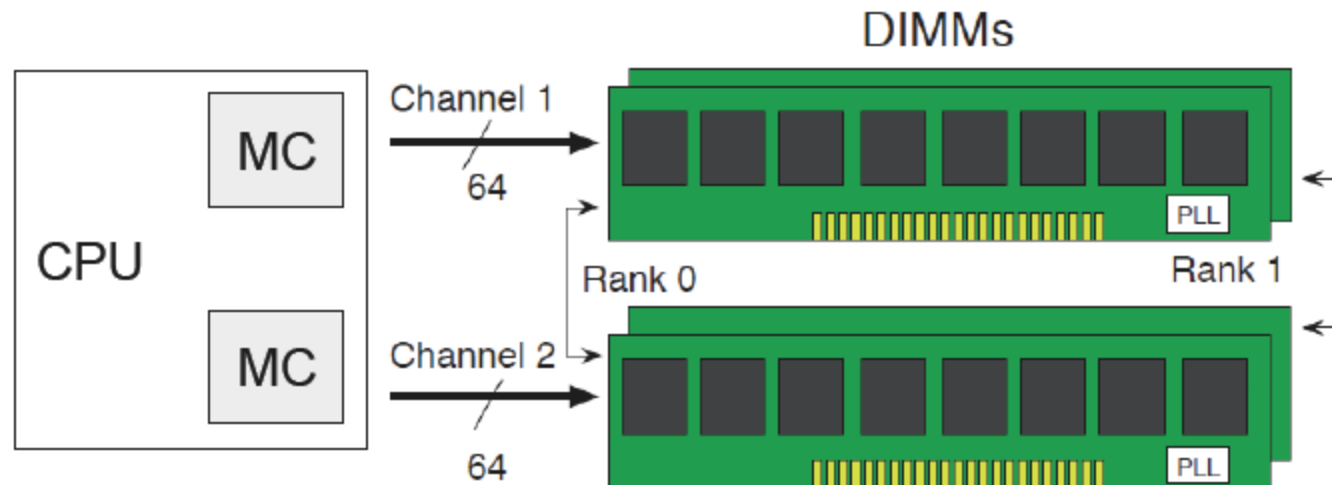 DIMMs
Channel 1
MC
64
PLL
CPU
Rank 0
Rank 1
Channel 2
MC
64
PLL